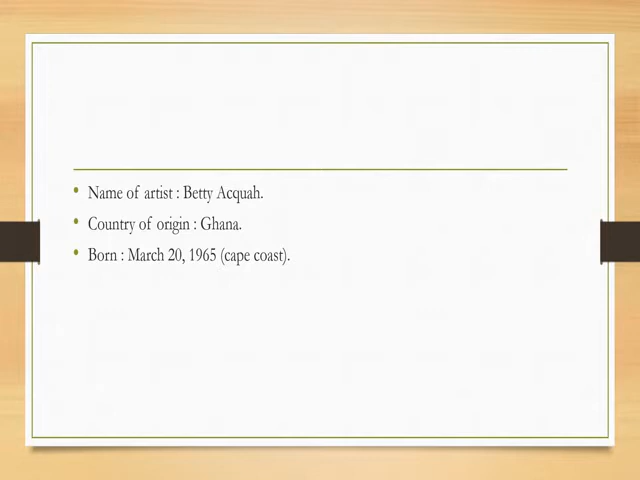 • Name of artist : Betty Acquah.
• Country of origin : Ghana.
• Born : March 20, 1965 (cape coast).